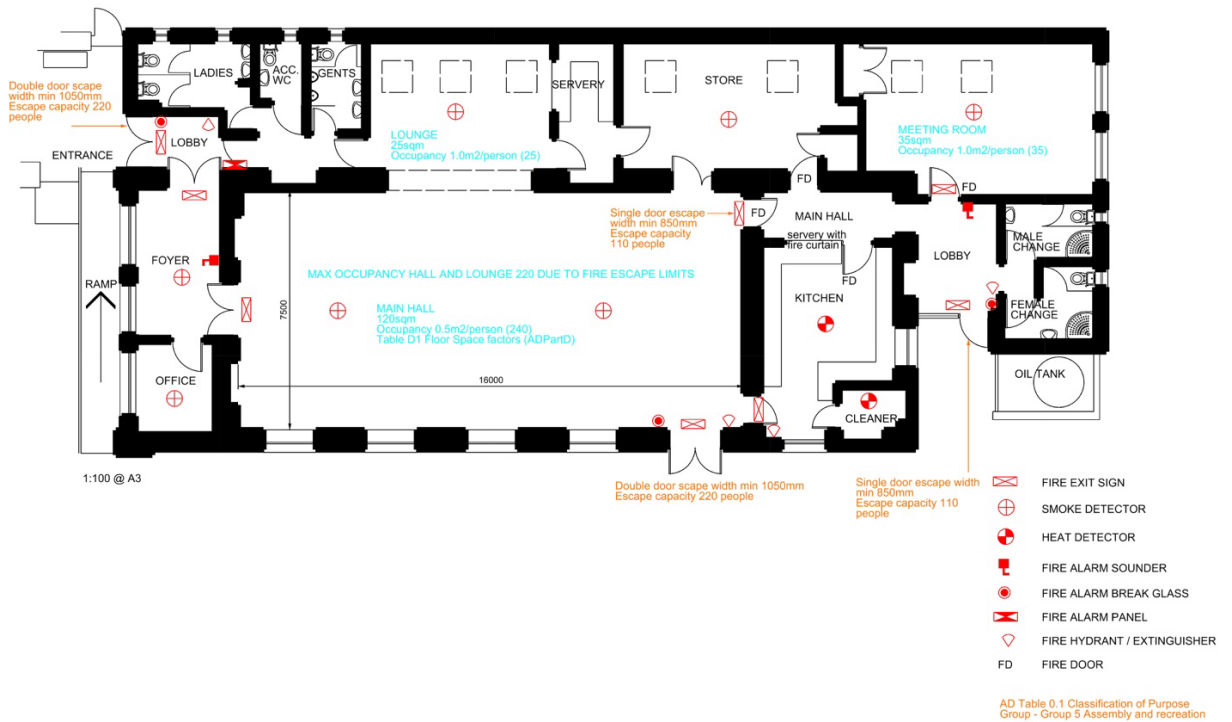 LADIES
ACC.
WC
GENTS
SERVERY
STORE
Double door scape
width min 1050mm
Escape capacity 220
people
LOBBY
ENTRANCE
LOUNGE
25sqm
Occupancy 1.0m2/person (25)
MEETING ROOM
35sqm
Occupancy 1.0m2/person (35)
FD
FD
Single door escape
width min 850mm
Escape capacity
110 people
FD
MAIN HALL
servery with
fire curtain
MALE
CHANGE
LOBBY
FOYER
RAMP
MAX OCCUPANCY HALL AND LOUNGE 220 DUE TO FIRE ESCAPE LIMITS
FD
KITCHEN
FEMALE
CHANGE
7500
MAIN HALL
120sqm
Occupancy 0.5m2/person (240)
Table D1 Floor Space factors (ADPartD)
OFFICE
16000
OIL TANK
CLEANER
1:100 @ A3
Double door scape width min 1050mm
Escape capacity 220 people
Single door escape width
min 850mm
Escape capacity 110
people
FIRE EXIT SIGN
SMOKE DETECTOR
HEAT DETECTOR
FIRE ALARM SOUNDER
FIRE ALARM BREAK GLASS
FIRE ALARM PANEL
FIRE HYDRANT / EXTINGUISHER
FD FIRE DOOR
AD Table 0.1 Classification of Purpose
Group - Group 5 Assembly and recreation